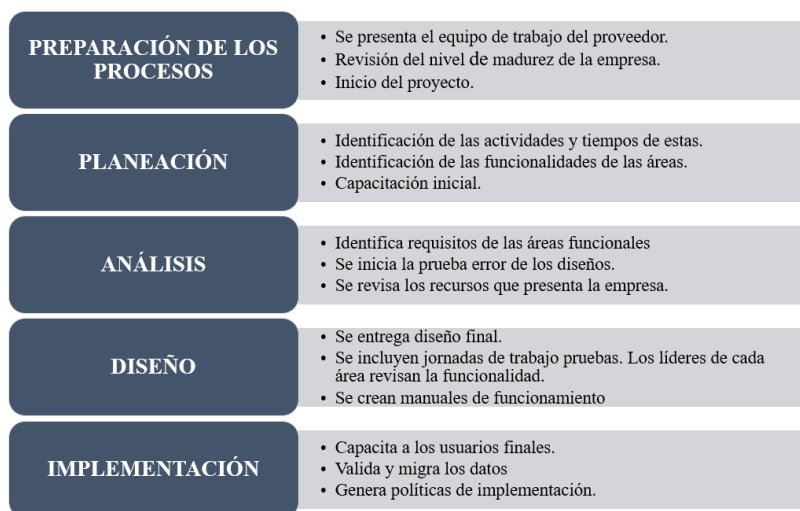 PREPARACIÓN DE LOS
PROCESOS
• Se presenta el equipo de trabajo del proveedor.
• Revisión del nivel de madurez de la empresa.
• Inicio del proyecto.
PLANEACIÓN
• Identificación de las actividades y tiempos de estas.
• Identificación de las funcionalidades de las áreas.
• Capacitación inicial.
ANÁLISIS
• Identifica requisitos de las áreas funcionales
• Se inicia la prueba error de los diseños.
• Se revisa los recursos que presenta la empresa.
DISEÑO
• Se entrega diseño final.
• Se incluyen jornadas de trabajo pruebas. Los líderes de cada
área revisan la funcionalidad.
• Se crean manuales de funcionamiento
IMPLEMENTACIÓN
• Capacita a los usuarios finales.
• Valida y migra los datos
• Genera políticas de implementación.